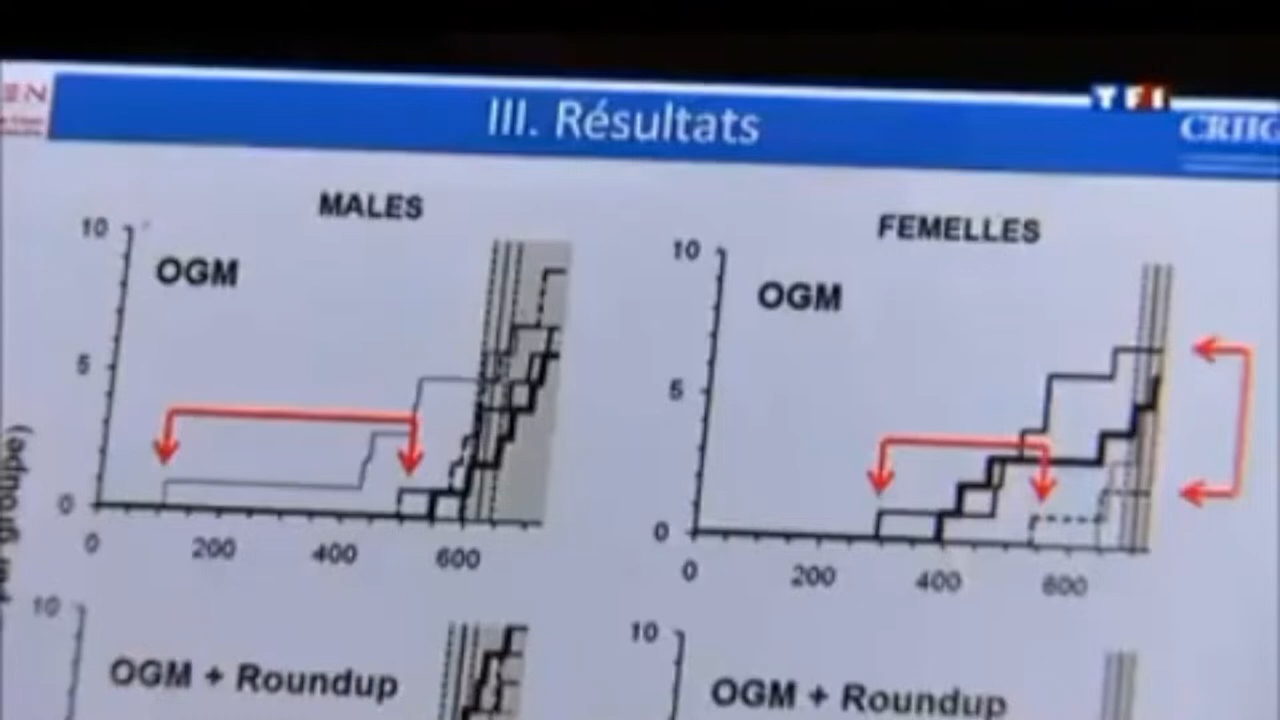 III. Résultats
TF1
CRIIG
MALES
FEMELLES
10
OGM
5
0
0 200 400 600
10
OGM
5
0
0 200 400 600
10
OGM + Roundup
10
OGM + Roundup